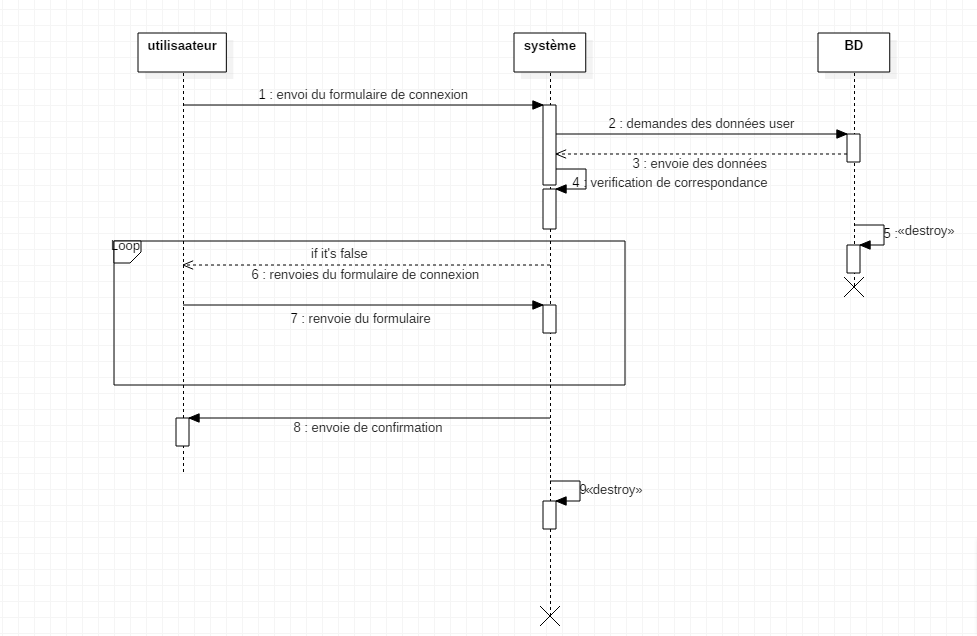 utilisaateur
système
BD
1 : envoi du formulaire de connexion
2 : demandes des données user
3 : envoie des données
4 : verification de correspondance
5 : «destroy»
Loop
if it's false
6 : renvoies du formulaire de connexion
7 : renvoie du formulaire
8 : envoie de confirmation
9 «destroy»